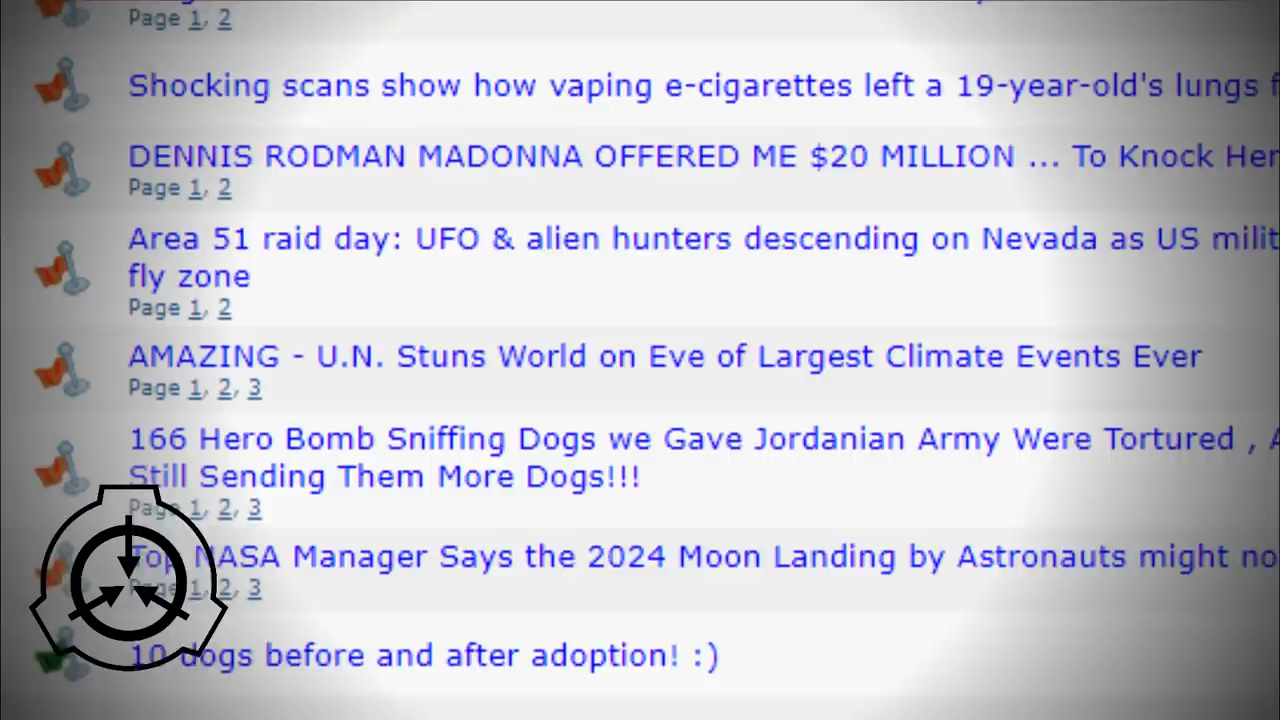 Page 1, 2
Shocking scans show how vaping e-cigarettes left a 19-year-old's lungs
DENNIS RODMAN MADONNA OFFERED ME $20 MILLION ... To Knock Her
Page 1, 2
Area 51 raid day: UFO & alien hunters descending on Nevada as US milit
fly zone
Page 1, 2
AMAZING - U.N. Stuns World on Eve of Largest Climate Events Ever
Page 1, 2, 3
166 Hero Bomb Sniffing Dogs we Gave Jordanian Army Were Tortured ,
Still Sending Them More Dogs!!!
Page 1, 2, 3
Top NASA Manager Says the 2024 Moon Landing by Astronauts might no
Page 1, 2, 3
10 dogs before and after adoption! :)